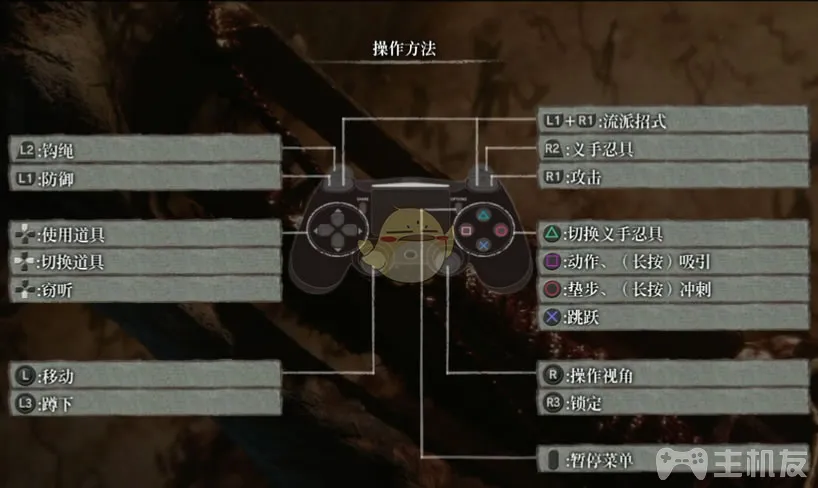 操作方法
L2:钩绳
L1:防御
:使用道具
:切换道具
:窃听
L:移动
L3:蹲下
L1+R1:流派招式
R2:义手忍具
R1:攻击
:切换义手忍具
:动作、（长按）吸引
:垫步、（长按）冲刺
:跳跃
R:操作视角
R3:锁定
:暂停菜单
主机友